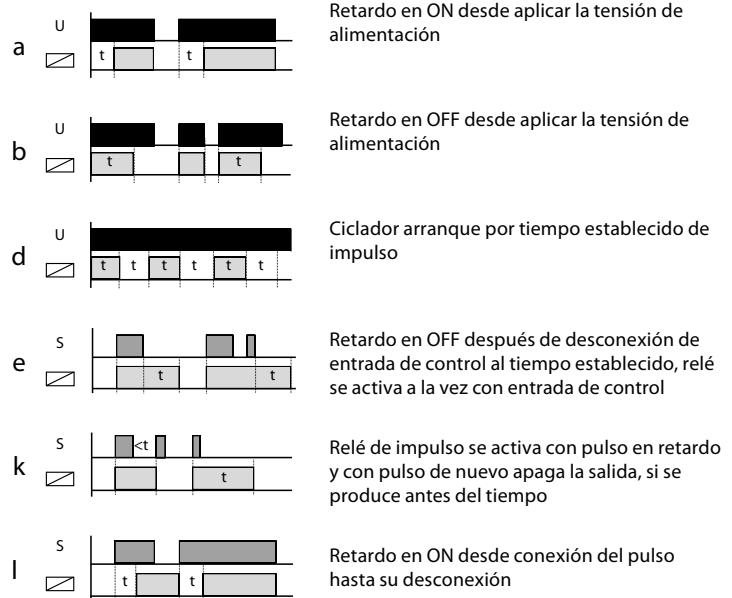 a
U
t
t
Retardo en ON desde aplicar la tensión de
alimentación
b
U
t
t
Retardo en OFF desde aplicar la tensión de
alimentación
d
U
t t t t t t
Ciclador arranque por tiempo establecido de
impulso
e
S
t
t
Retardo en OFF después de desconexión de
entrada de control al tiempo establecido, relé
se activa a la vez con entrada de control
k
S
<t
t
Relé de impulso se activa con pulso en retardo
y con pulso de nuevo apaga la salida, si se
produce antes del tiempo
l
S
t
t
Retardo en ON desde conexión del pulso
hasta su desconexión